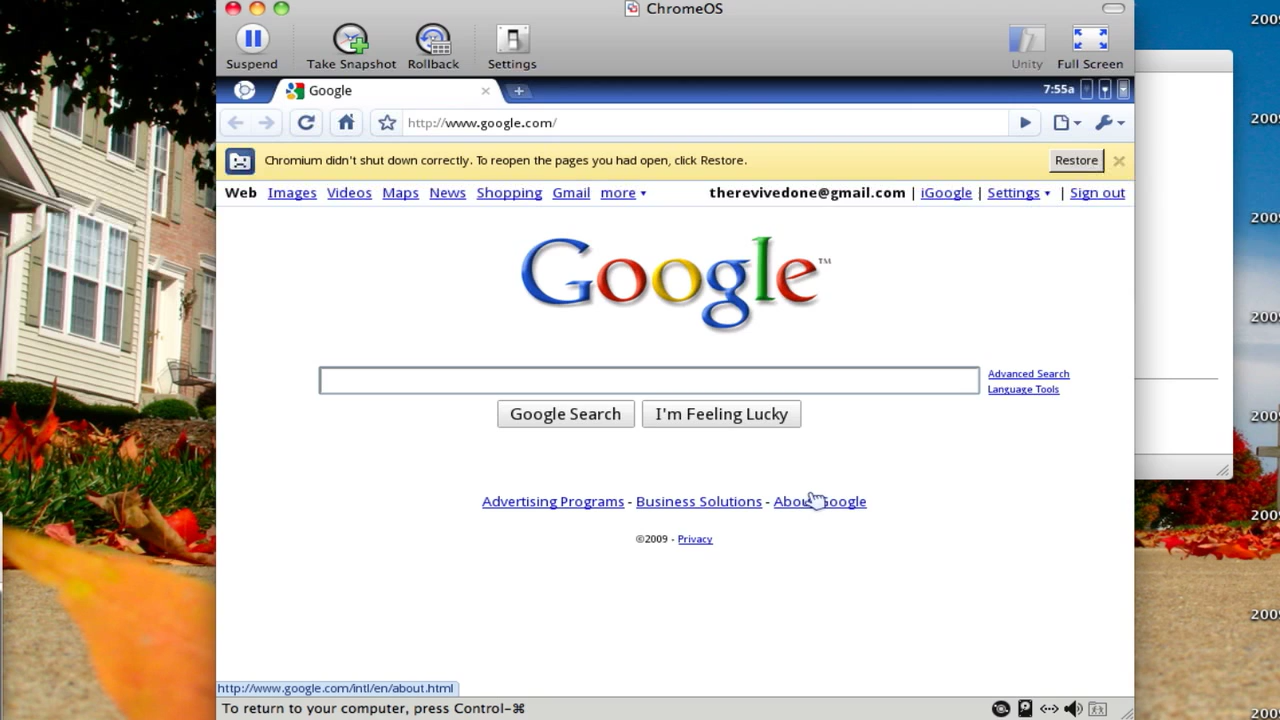 ChromeOS
Suspend Take Snapshot Rollback Settings Unity Full Screen
Google 7:55a
http://www.google.com/
Chromium didn't shut down correctly. To reopen the pages you had open, click Restore. Restore
Web Images Videos Maps News Shopping Gmail more therevivedone@gmail.com | iGoogle | Settings | Sign out
Google™
Advanced Search
Language Tools
Google Search I'm Feeling Lucky
Advertising Programs - Business Solutions - About Google
©2009 - Privacy
http://www.google.com/intl/en/about.html
To return to your computer, press Control-⌘